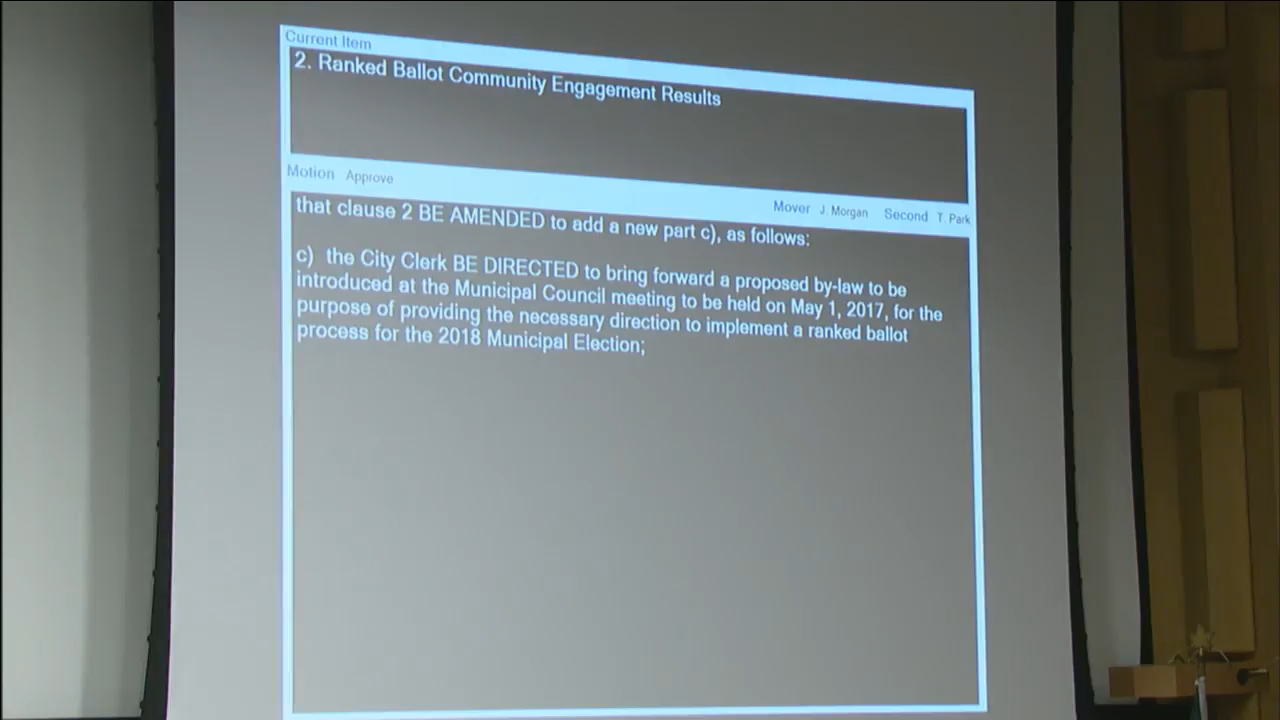 Current Item
2. Ranked Ballot Community Engagement Results
Motion Approve
Mover J. Morgan Second T. Park
that clause 2 BE AMENDED to add a new part c), as follows:
c) the City Clerk BE DIRECTED to bring forward a proposed by-law to be
introduced at the Municipal Council meeting to be held on May 1, 2017, for the
purpose of providing the necessary direction to implement a ranked ballot
process for the 2018 Municipal Election;